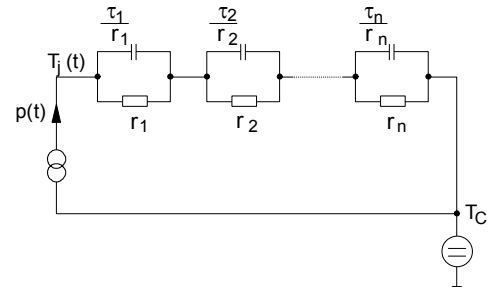 τ1/r1 τ2/r2 τn/rn
Tj(t)
p(t)
r1 r2 rn
TC